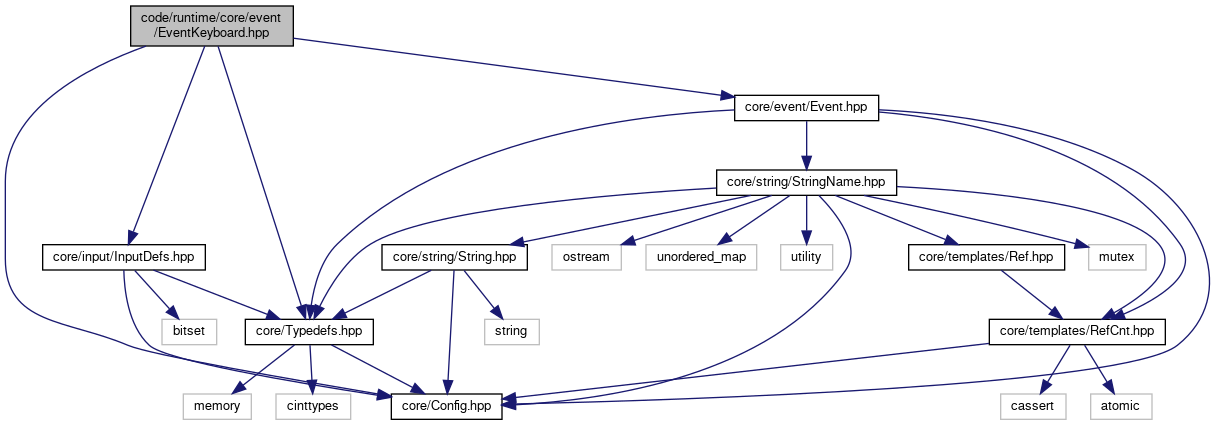 code/runtime/core/event
/EventKeyboard.hpp
core/event/Event.hpp
core/string/StringName.hpp
core/input/InputDefs.hpp
core/string/String.hpp
ostream
unordered_map
utility
core/templates/Ref.hpp
mutex
bitset
core/Typedefs.hpp
string
core/templates/RefCnt.hpp
memory
cinttypes
core/Config.hpp
cassert
atomic